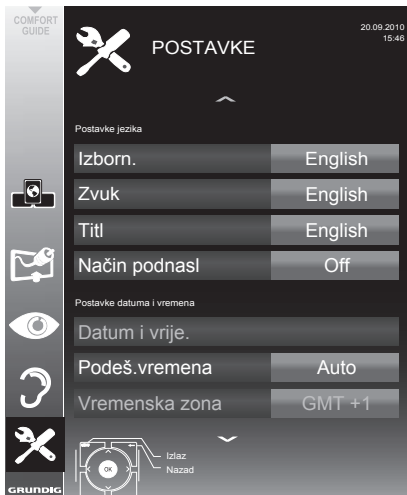 COMFORT
GUIDE
POSTAVKE
20.09.2010
15:46
Postavke jezika
Izborn. English
Zvuk English
Titl English
Način podnasl Off
Postavke datuma i vremena
Datum i vrije.
Podeš.vremena Auto
Vremenska zona GMT +1
Izlaz
Nazad
OK
GRUNDIG